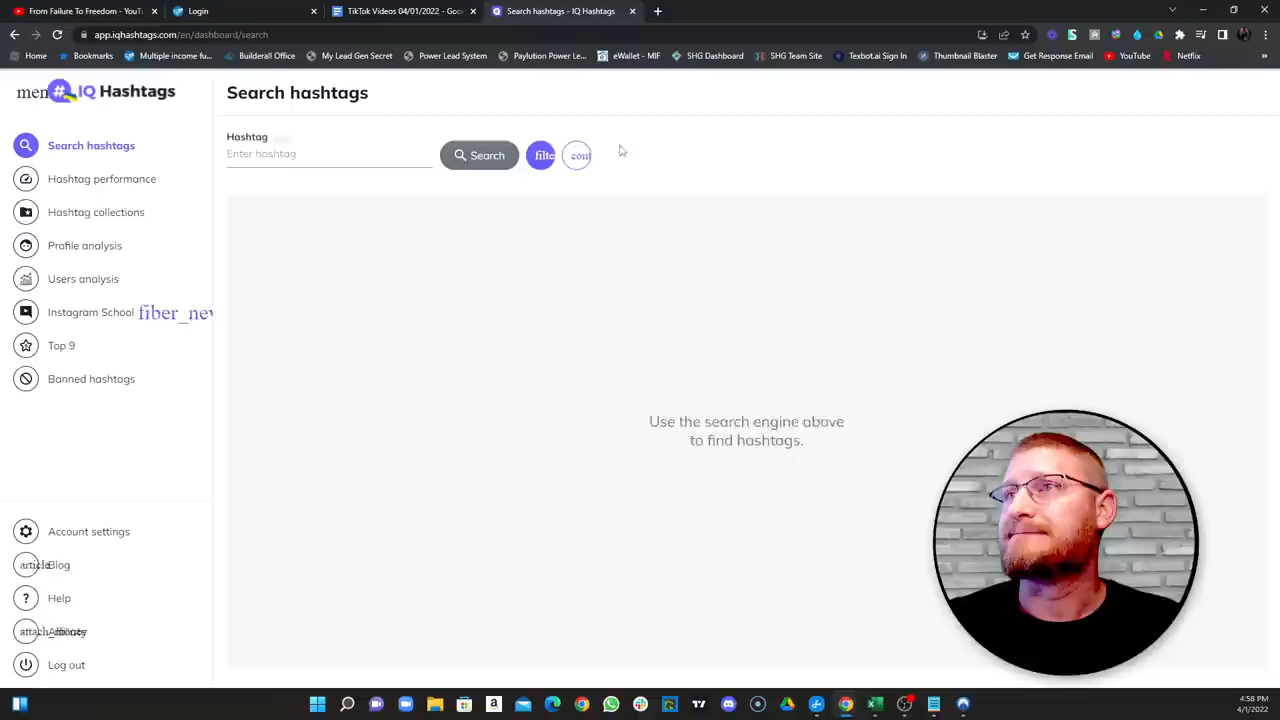 From Failure To Freedom - YouTu
Login
TikTok Videos 04/01/2022 - Goo
Search hashtags - IQ Hashtags
app.iqhashtags.com/en/dashboard/search
Home
Bookmarks
Multiple income fu...
Builderall Office
My Lead Gen Secret
Power Lead System
Paylution Power Le...
eWallet - MIF
SHG Dashboard
SHG Team Site
Textbot.ai Sign In
Thumbnail Blaster
Get Response Email
YouTube
Netflix
men
IQ Hashtags
Search hashtags
Hashtag
Enter hashtag
Search
filte
cont
Search hashtags
Hashtag performance
Hashtag collections
Profile analysis
Users analysis
Instagram School
fiber_new
Top 9
Banned hashtags
Use the search engine above
to find hashtags.
Account settings
article
Blog
Help
attach_
Log out
4:58 PM
4/1/2022